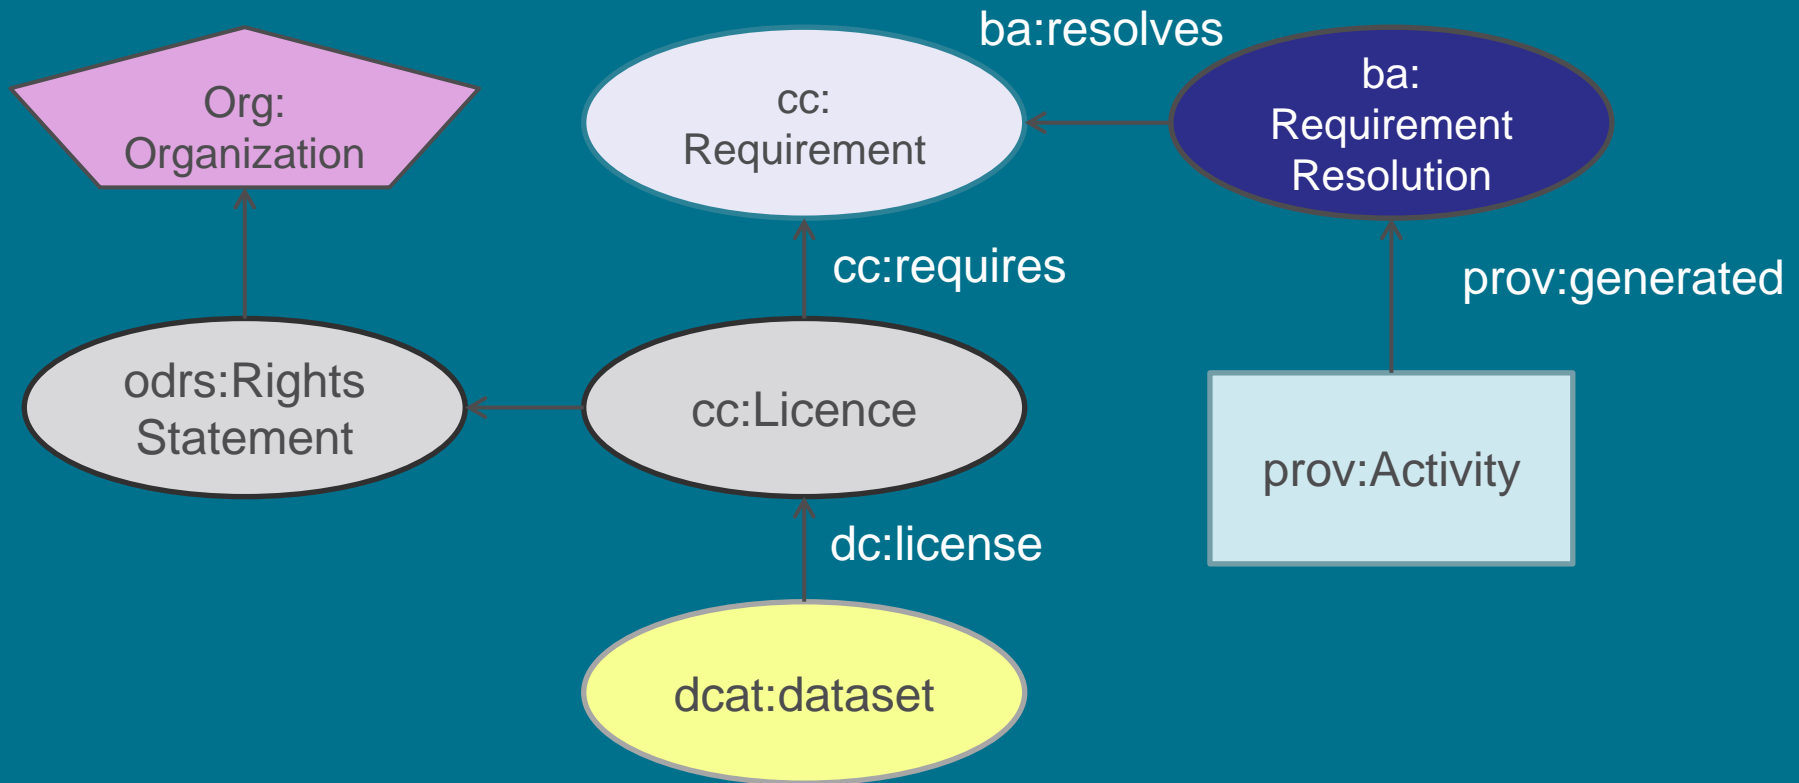 ba:resolves
Org:
Organization
cc:
Requirement
ba:
Requirement
Resolution
cc:requires
prov:generated
odrs:Rights
Statement
cc:Licence
prov:Activity
dc:license
dcat:dataset